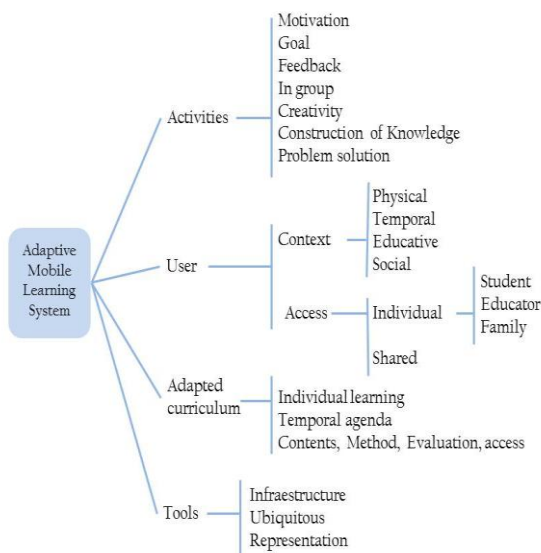 Adaptive
Mobile
Learning
System
Activities
Motivation
Goal
Feedback
In group
Creativity
Construction of Knowledge
Problem solution
User
Context
Physical
Temporal
Educative
Social
Access
Individual
Student
Educator
Family
Shared
Adapted
curriculum
Individual learning
Temporal agenda
Contents, Method, Evaluation, access
Tools
Infraestructure
Ubiquitous
Representation